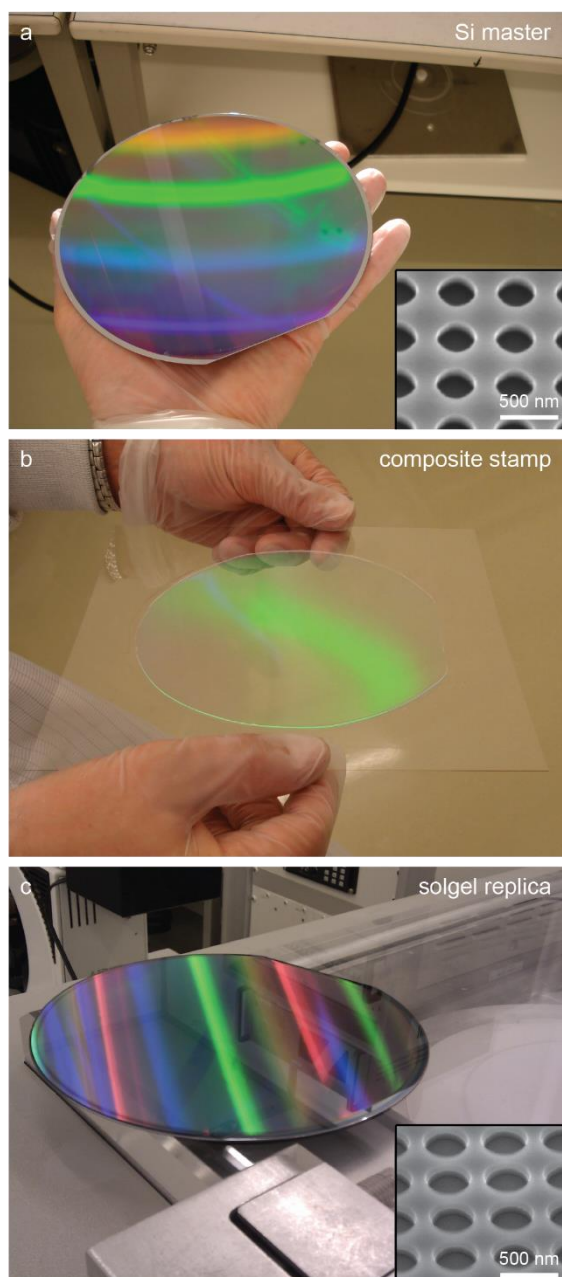 a
Si master
500 nm
b
composite stamp
c
solgel replica
500 nm